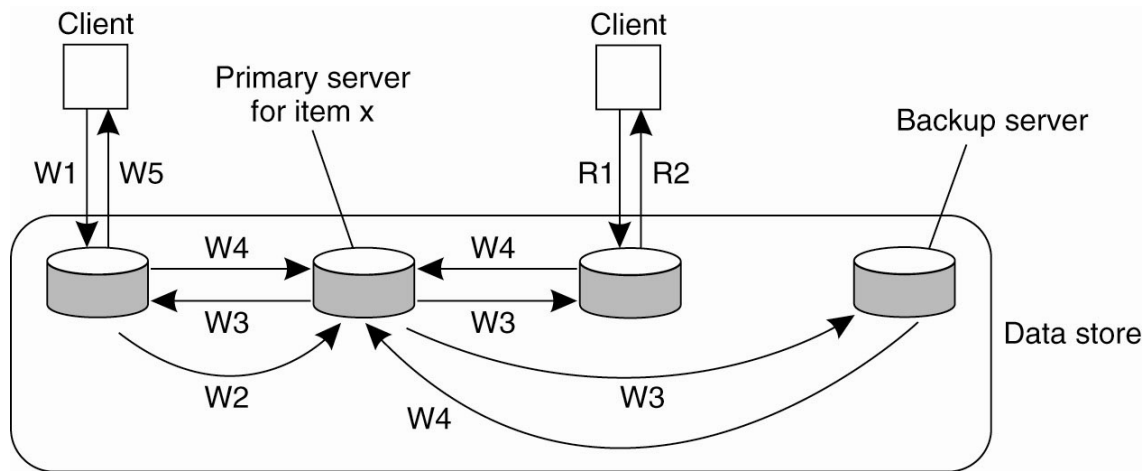 Client
Client
Primary server
for item x
Backup server
W1
W5
R1
R2
W4
W4
W3
W3
W2
W3
W4
Data store